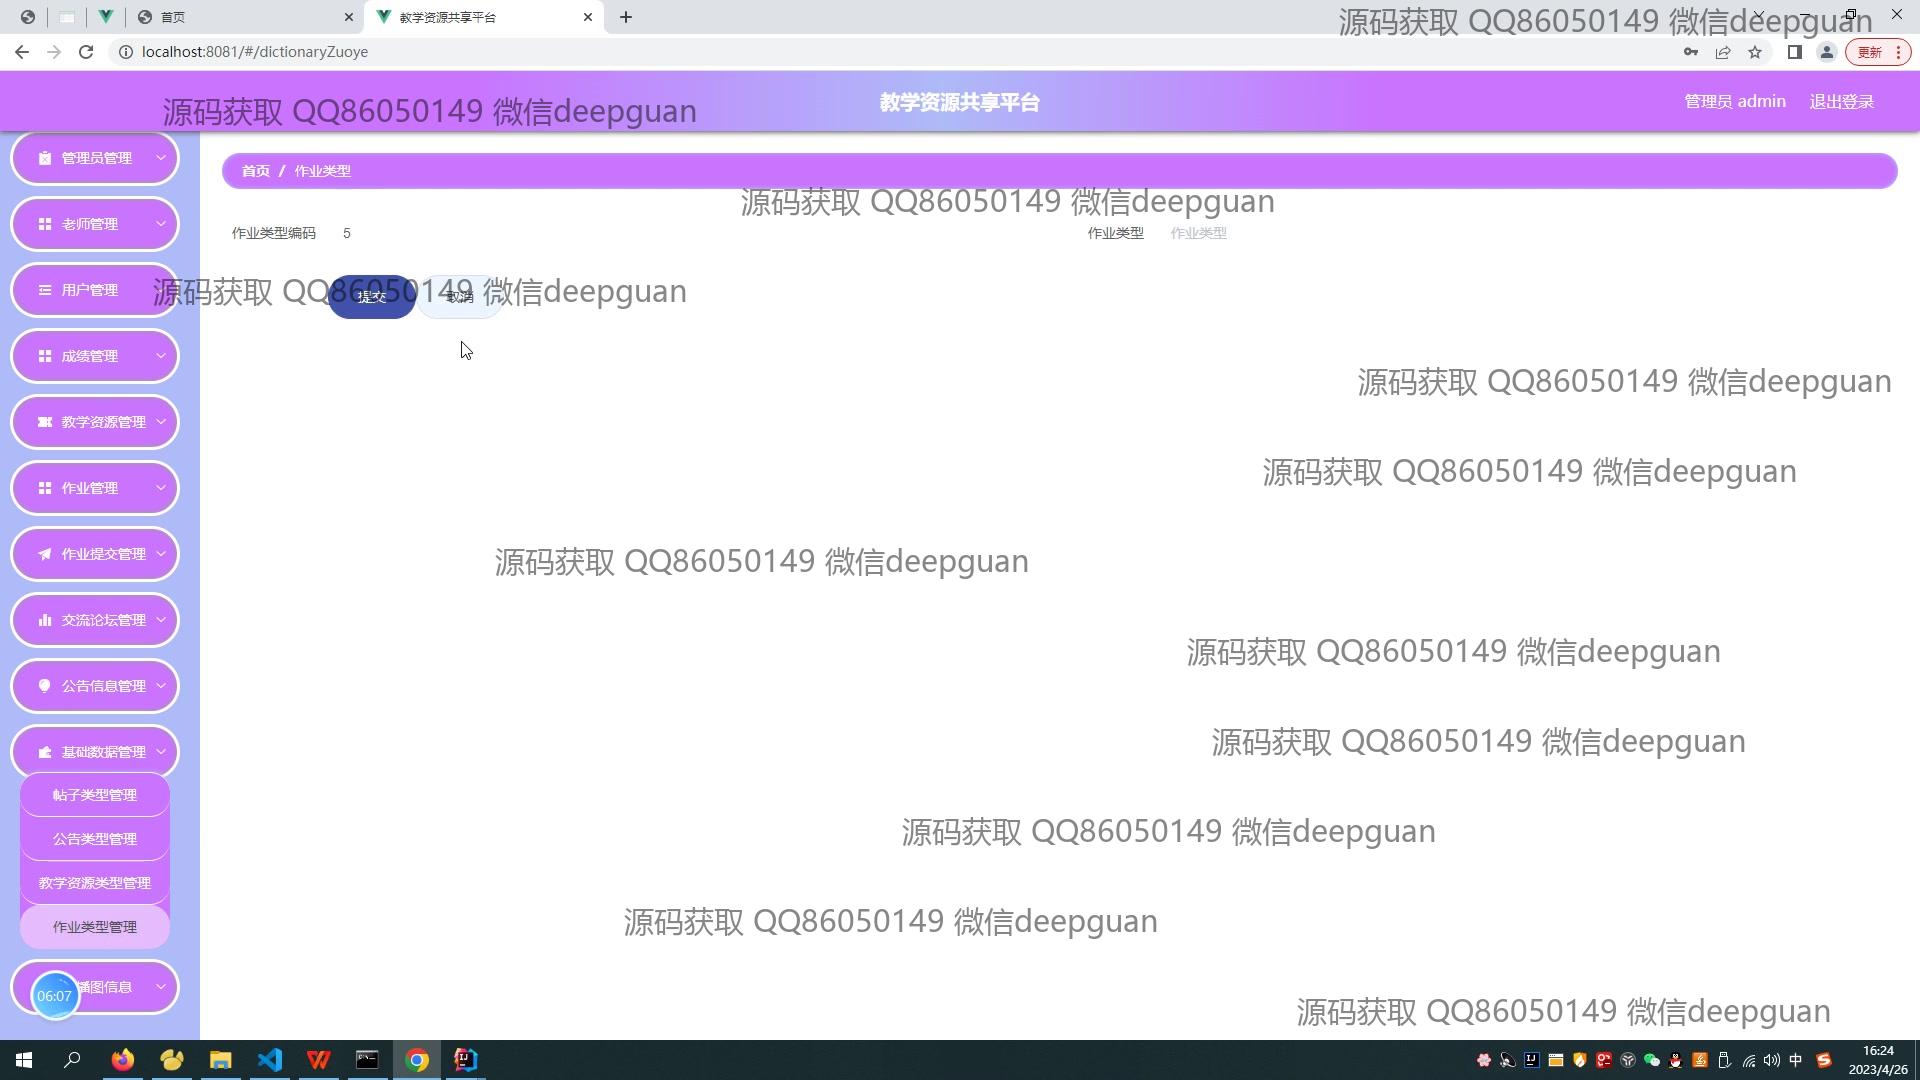 首页
教学资源共享平台
源码获取 QQ86050149 微信deepguan
localhost:8081/#/dictionaryZuoye
更新
源码获取 QQ86050149 微信deepguan
教学资源共享平台
管理员 admin
退出登录
管理员管理
首页 / 作业类型
源码获取 QQ86050149 微信deepguan
老师管理
作业类型编码 5
作业类型 作业类型
用户管理
源码获取 QQ86050149 微信deepguan
提交
取消
成绩管理
源码获取 QQ86050149 微信deepguan
教学资源管理
源码获取 QQ86050149 微信deepguan
作业管理
作业提交管理
源码获取 QQ86050149 微信deepguan
交流论坛管理
源码获取 QQ86050149 微信deepguan
公告信息管理
源码获取 QQ86050149 微信deepguan
基础数据管理
帖子类型管理
源码获取 QQ86050149 微信deepguan
公告类型管理
教学资源类型管理
源码获取 QQ86050149 微信deepguan
作业类型管理
播图信息
06:07
源码获取 QQ86050149 微信deepguan
中
16:24
2023/4/26